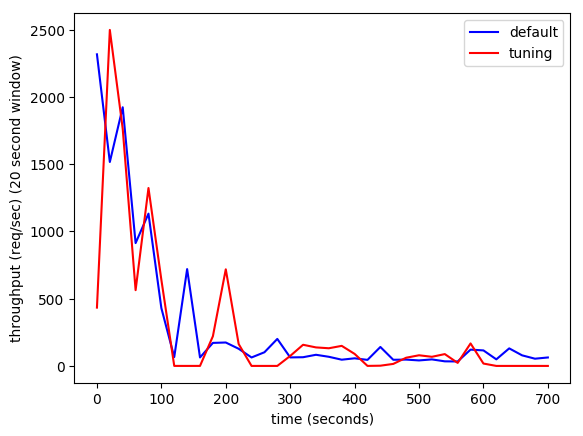 default
tuning
throughput (req/sec) (20 second window)
2500
2000
1500
1000
500
0
0 100 200 300 400 500 600 700
time (seconds)